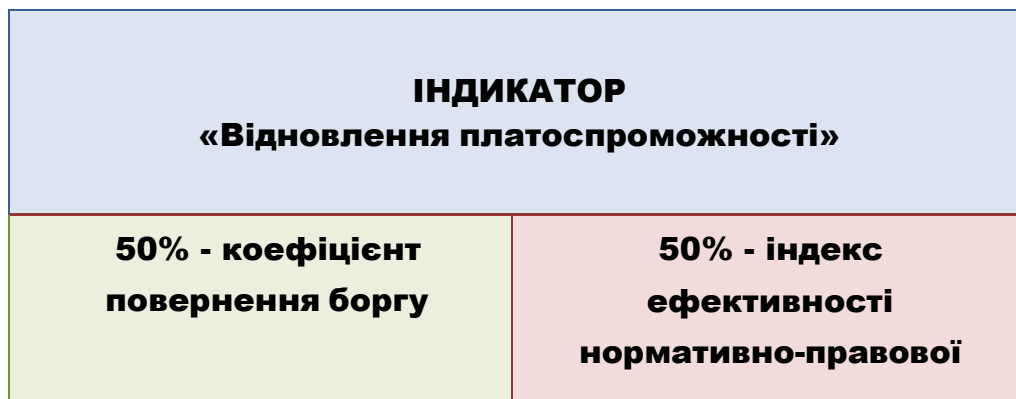 ІНДИКАТОР
«Відновлення платоспроможності»
50% - коефіцієнт
повернення боргу
50% - індекс
ефективності
нормативно-правової